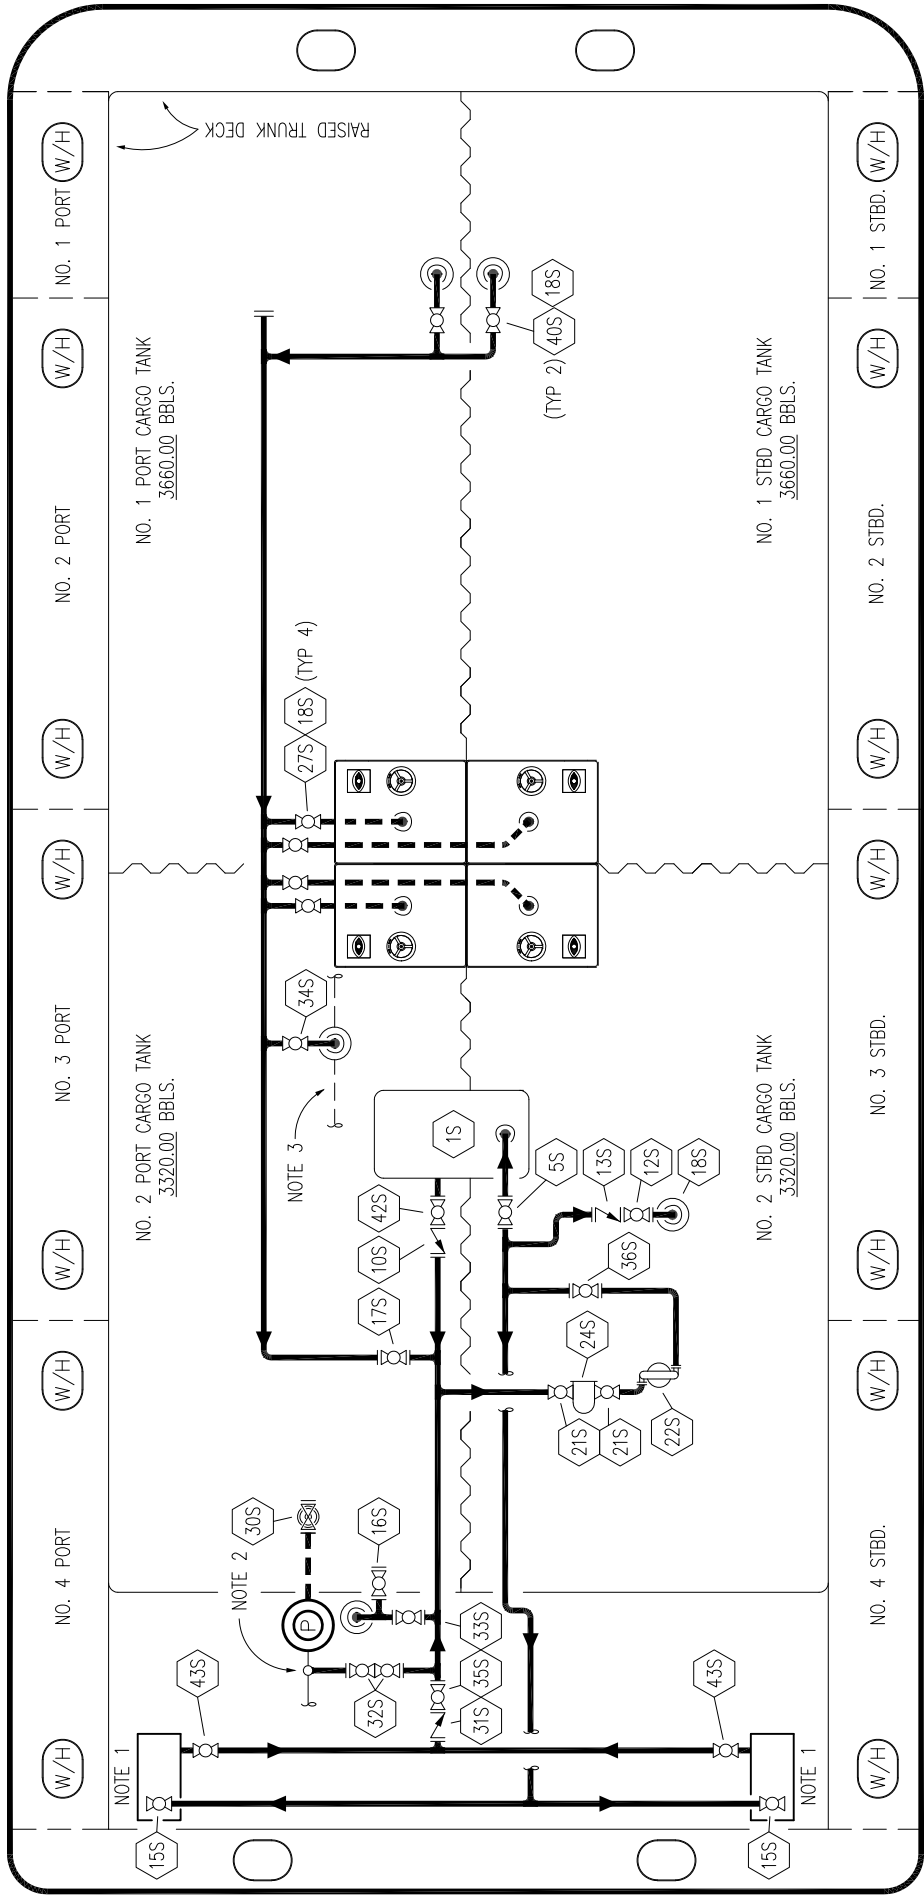 RAISED TRUNK DECK
W/H
NO. 1 PORT
W/H
NO. 2 PORT
W/H
W/H
NO. 3 PORT
W/H
W/H
NO. 4 PORT
W/H
NO. 1 PORT CARGO TANK
3660.00 BBLS.
NO. 2 PORT CARGO TANK
3320.00 BBLS.
18S
40S
(TYP 2)
(TYP 4)
18S
27S
34S
NOTE 3
1S
42S
10S
17S
5S
13S
12S
18S
36S
24S
21S
21S
22S
30S
NOTE 2
16S
P
33S
35S
31S
32S
43S
NOTE 1
15S
43S
NOTE 1
15S
NO. 1 STBD CARGO TANK
3660.00 BBLS.
NO. 2 STBD CARGO TANK
3320.00 BBLS.
W/H
NO. 1 STBD.
W/H
NO. 2 STBD.
W/H
W/H
NO. 3 STBD.
W/H
W/H
NO. 4 STBD.
W/H